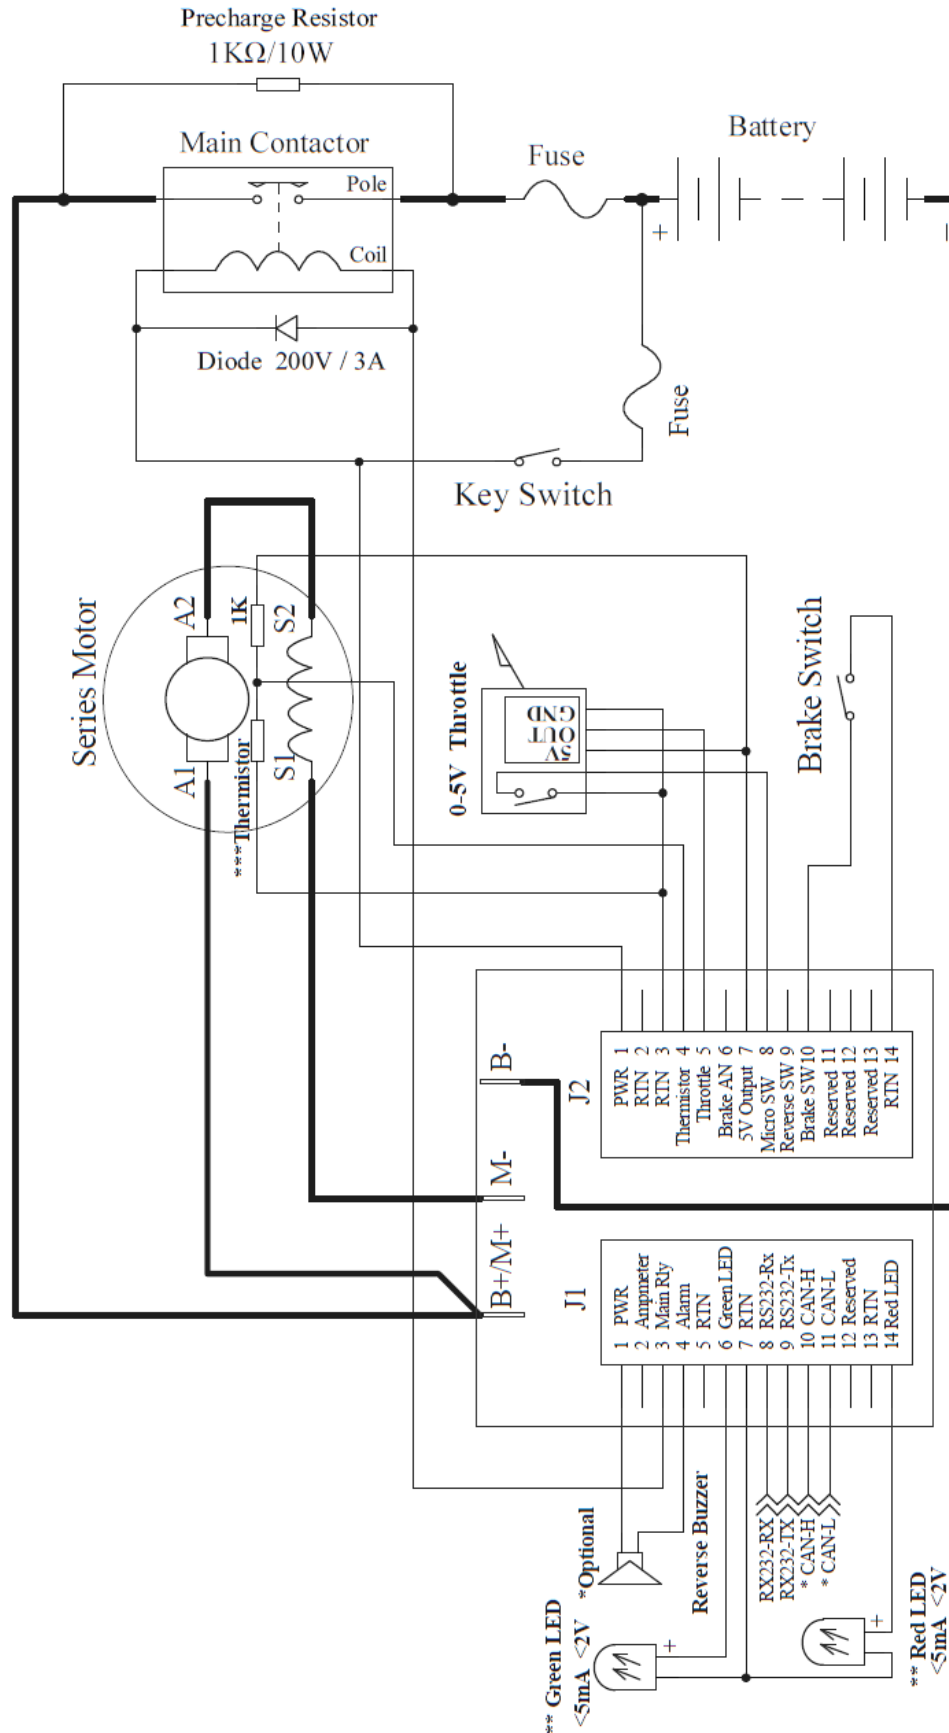 Precharge Resistor
1KΩ/10W
Main Contactor
Pole
Coil
Fuse
Battery
+
-
Diode 200V / 3A
Fuse
Key Switch
Series Motor
A2
A1
1K
***Thermistor
S2
S1
0-5V Throttle
GND
OUT
5V
Brake Switch
B-
M-
B+/M+
J2
PWR 1
RTN 2
RTN 3
Thermistor 4
Throttle 5
Brake AN 6
5V Output 7
Micro SW 8
Reverse SW 9
Brake SW10
Reserved 11
Reserved 12
Reserved 13
RTN 14
J1
1 PWR
2 Ampmeter
3 Main Rly
4 Alarm
5 RTN
6 Green LED
7 RTN
8 RS232-Rx
9 RS232-Tx
10 CAN-H
11 CAN-L
12 Reserved
13 RTN
14 Red LED
*Optional
Reverse Buzzer
RX232-RX
RX232-TX
* CAN-H
* CAN-L
** Green LED
<5mA <2V
+
+
** Red LED
<5mA <2V